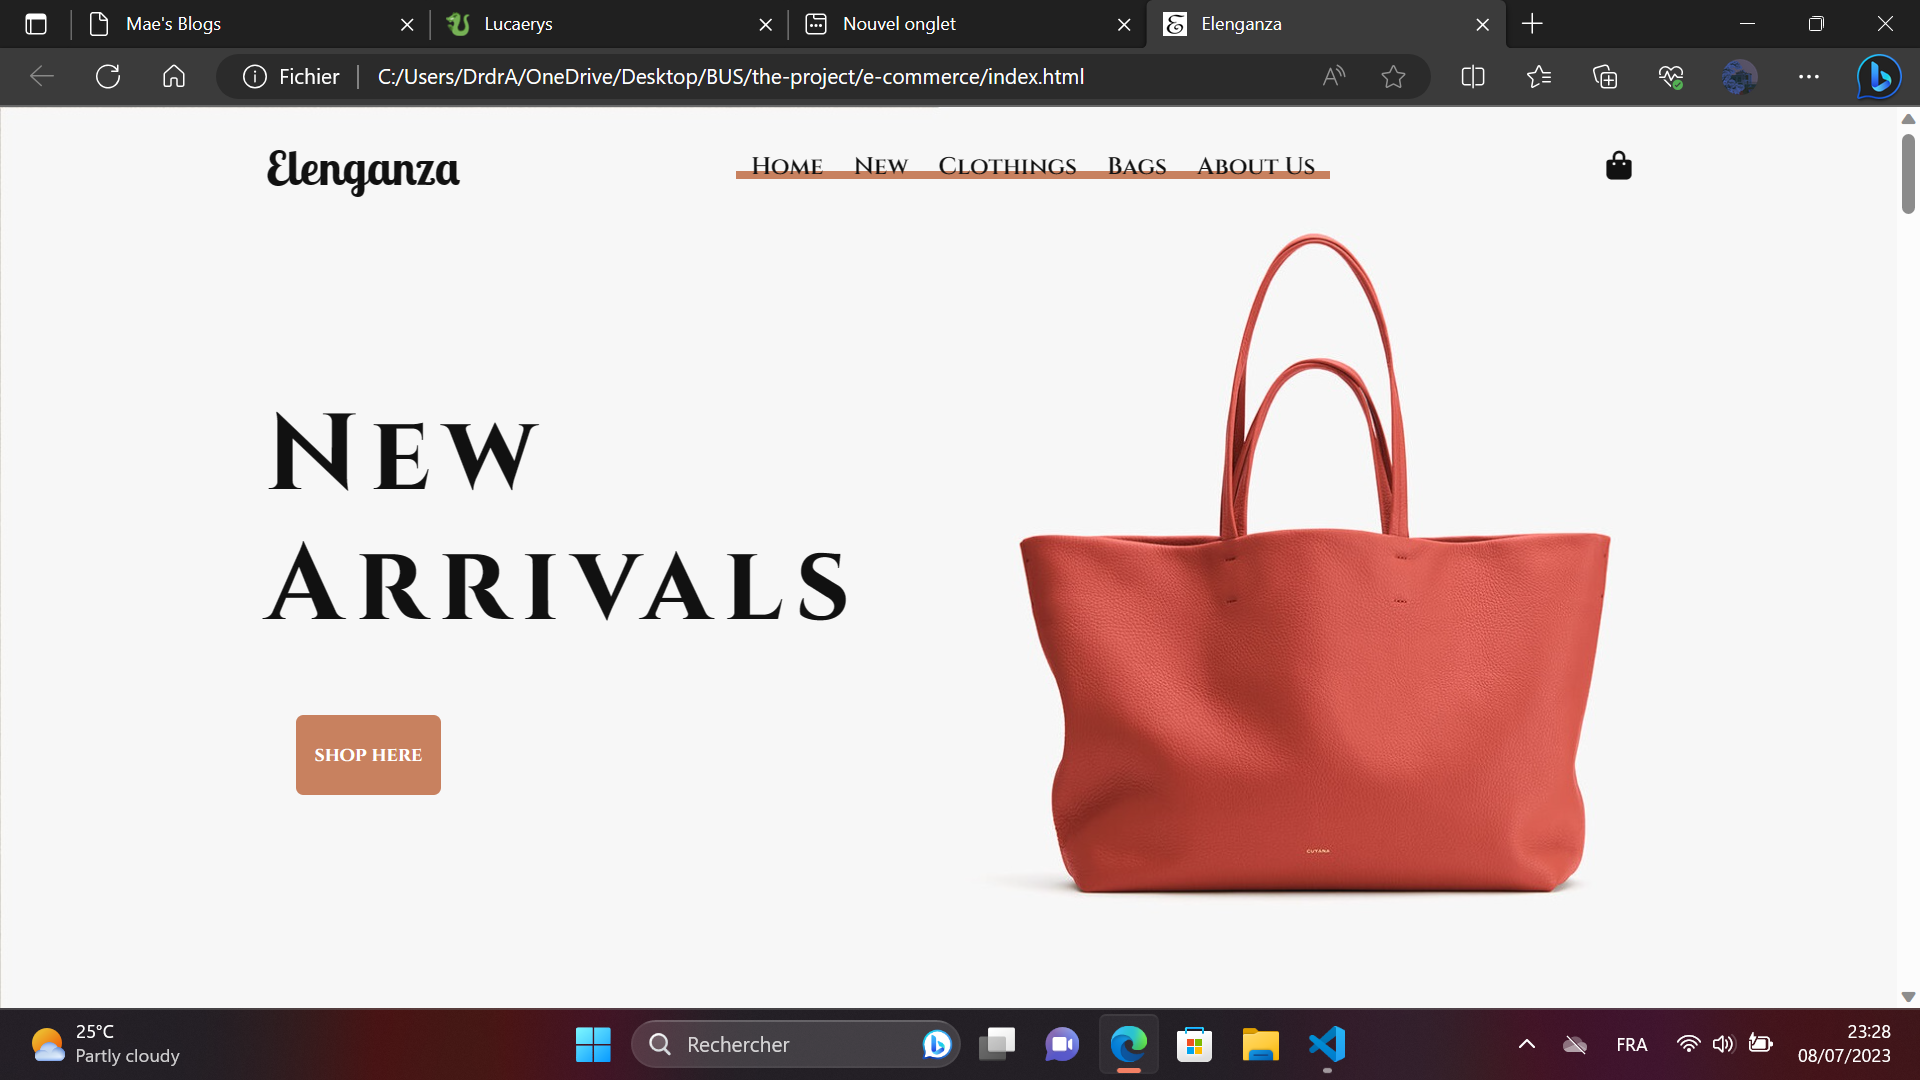 Mae's Blogs
Lucaerys
Nouvel onglet
Elenganza
Fichier
C:/Users/DrdrA/OneDrive/Desktop/BUS/the-project/e-commerce/index.html
Elenganza
Home New Clothings Bags About Us
New
Arrivals
SHOP HERE
CUYANA
25°C
Partly cloudy
Rechercher
FRA
23:28
08/07/2023